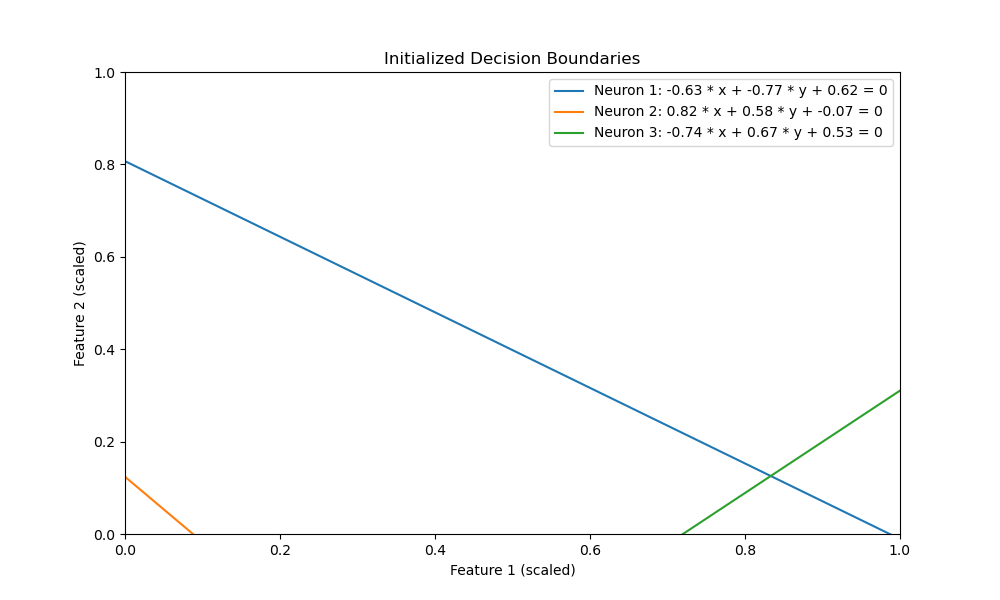 Initialized Decision Boundaries
Neuron 1: -0.63 * x + -0.77 * y + 0.62 = 0
Neuron 2: 0.82 * x + 0.58 * y + -0.07 = 0
Neuron 3: -0.74 * x + 0.67 * y + 0.53 = 0
Feature 2 (scaled)
1.0
0.8
0.6
0.4
0.2
0.0
0.0 0.2 0.4 0.6 0.8 1.0
Feature 1 (scaled)